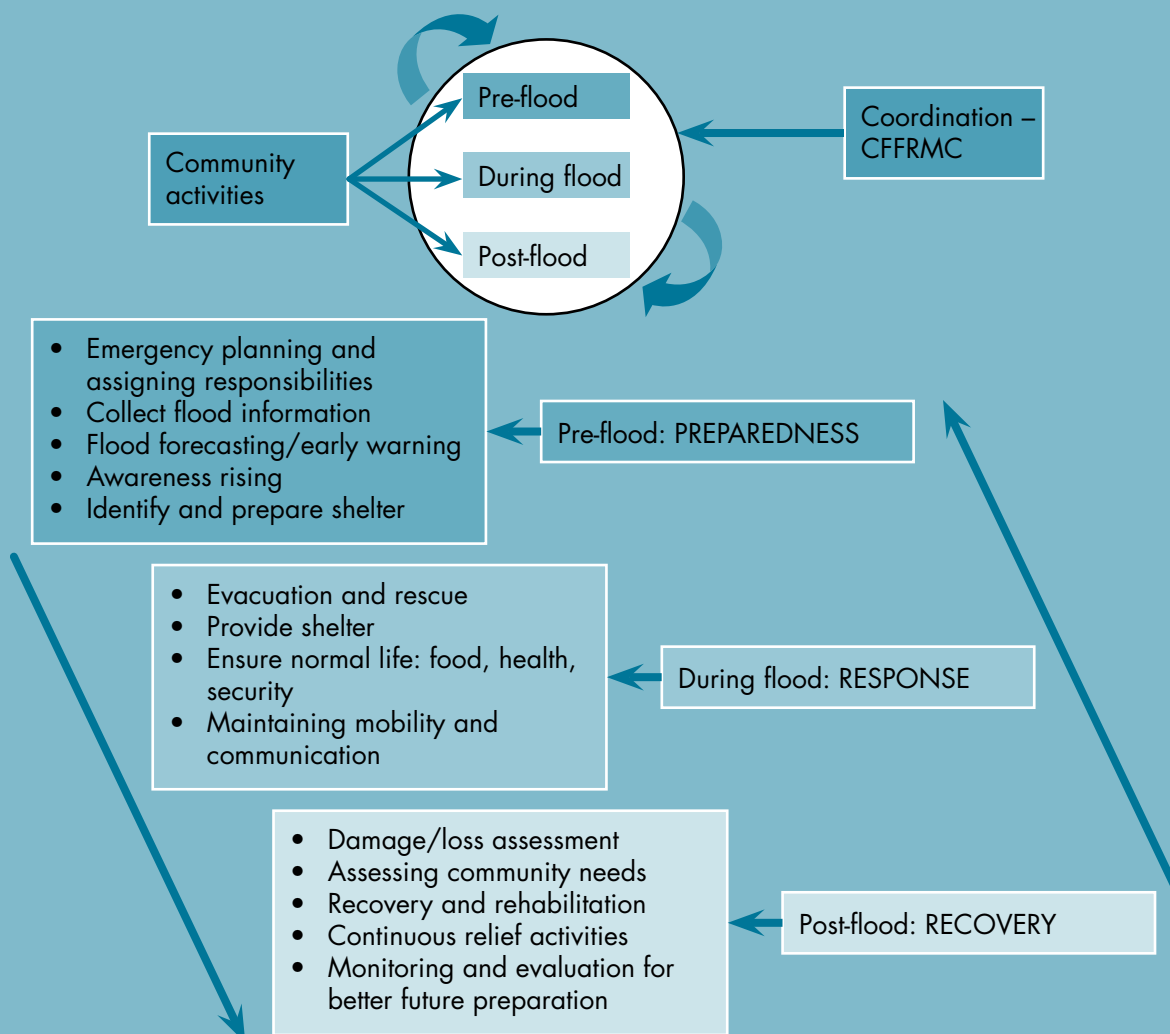 Pre-flood
Coordination –
CFFRMC
Community
activities
During flood
Post-flood
• Emergency planning and
assigning responsibilities
• Collect flood information
• Flood forecasting/early warning
• Awareness rising
• Identify and prepare shelter
Pre-flood: PREPAREDNESS
• Evacuation and rescue
• Provide shelter
• Ensure normal life: food, health,
security
• Maintaining mobility and
communication
During flood: RESPONSE
• Damage/loss assessment
• Assessing community needs
• Recovery and rehabilitation
• Continuous relief activities
• Monitoring and evaluation for
better future preparation
Post-flood: RECOVERY